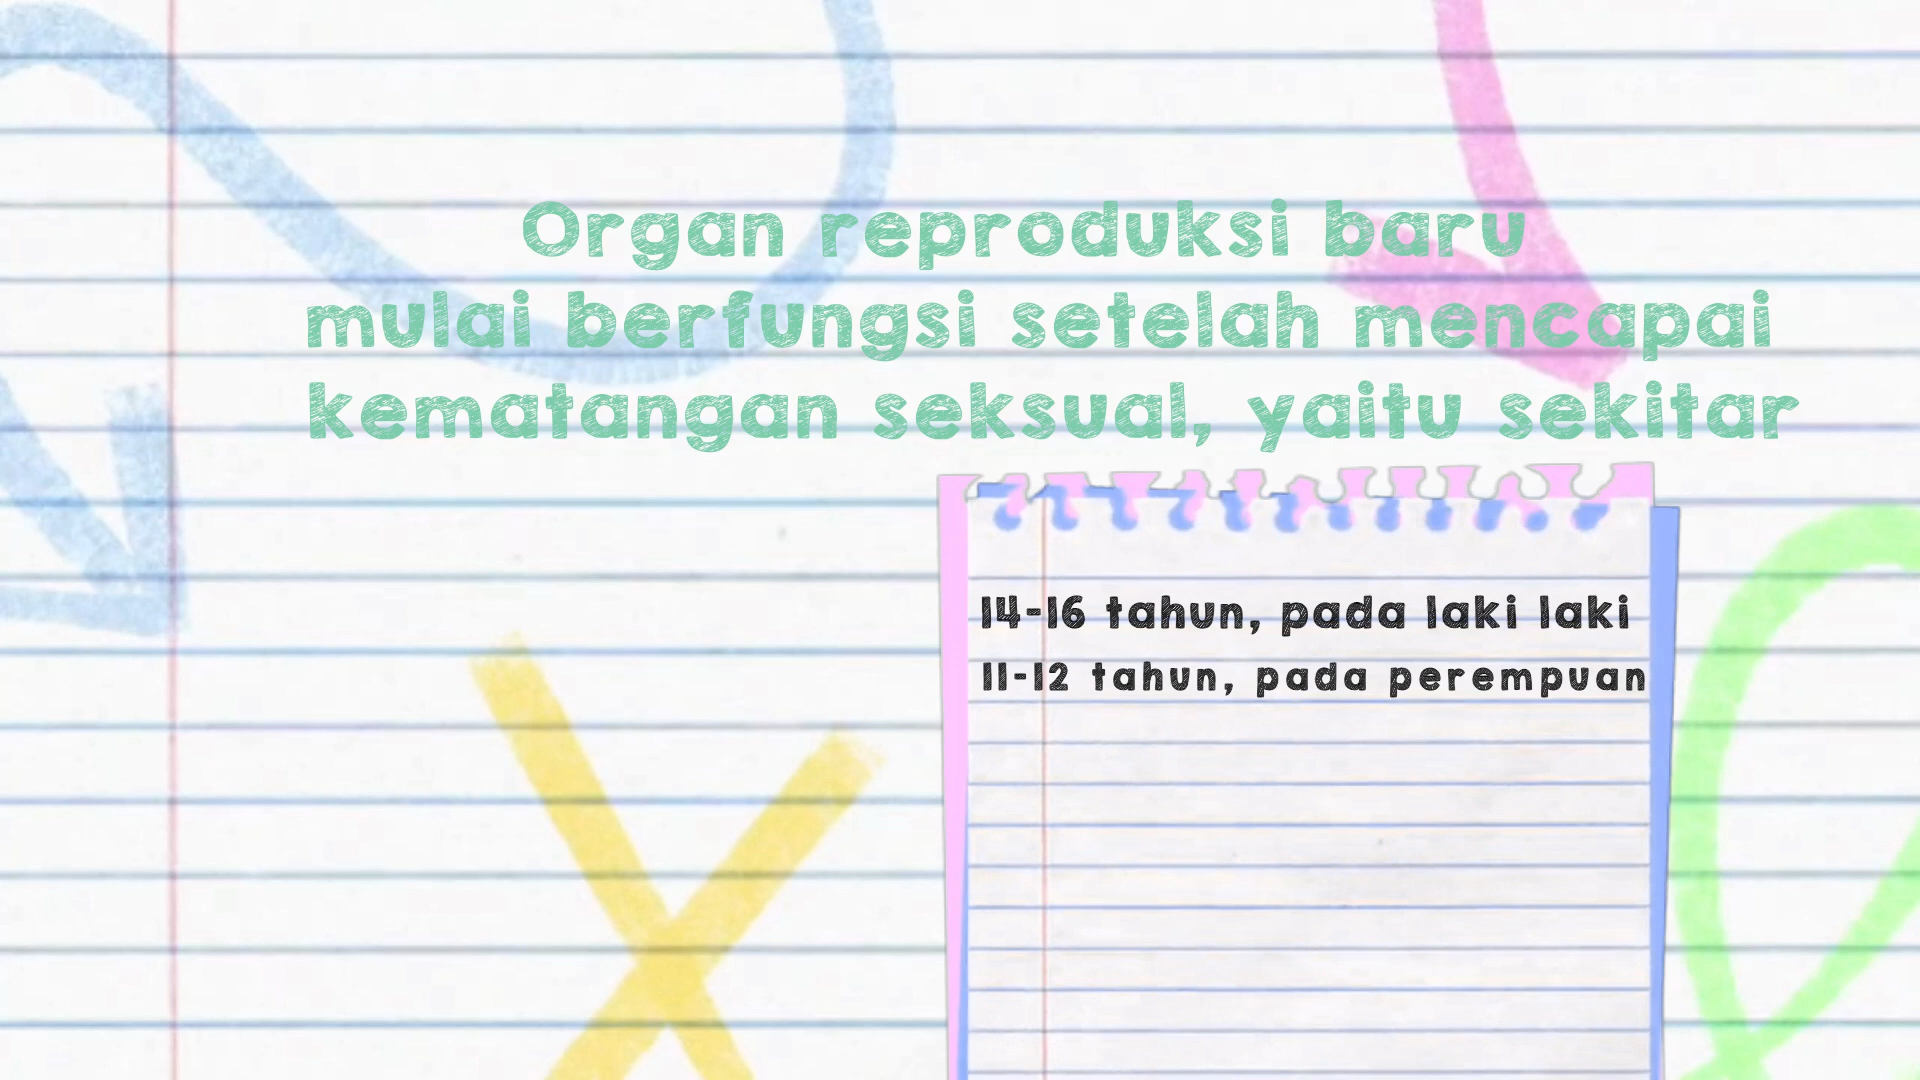 Organ reproduksi baru
mulai berfungsi setelah mencapai
kematangan seksual, yaitu sekitar
14-16 tahun, pada laki laki
11-12 tahun, pada perempuan